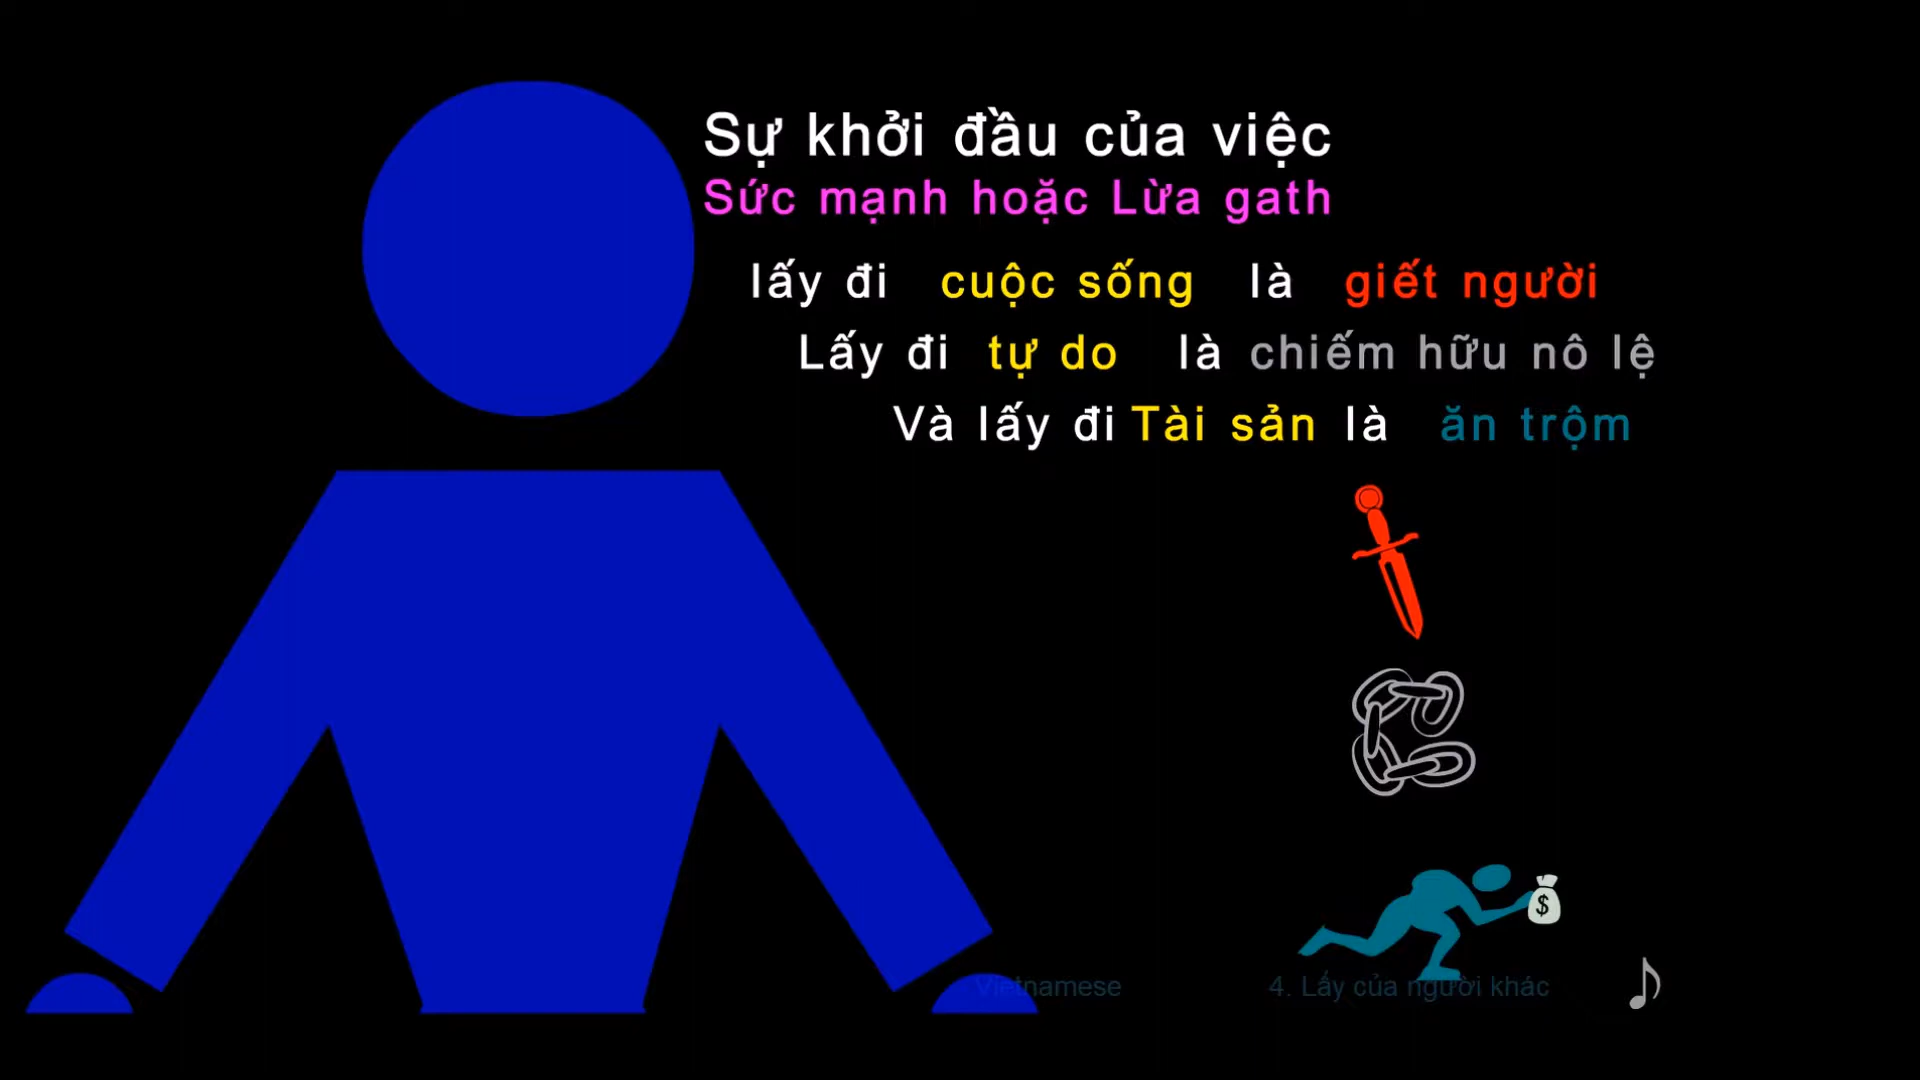 Sự khởi đầu của việc
Sức mạnh hoặc Lừa gath
lấy đi cuộc sống là giết người
Lấy đi tự do là chiếm hữu nô lệ
Và lấy đi Tài sản là ăn trộm
$
Vietnamese 4. Lấy của người khác